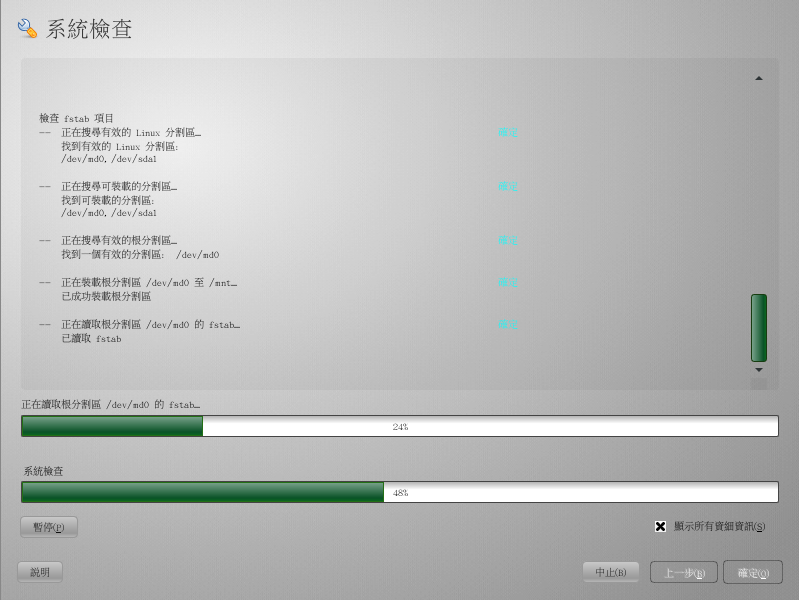 系統檢查
檢查 fstab 項目
-- 正在搜尋有效的 Linux 分割區… 確定
找到有效的 Linux 分割區:
/dev/md0, /dev/sda1
-- 正在搜尋可裝載的分割區… 確定
找到可裝載的分割區:
/dev/md0, /dev/sda1
-- 正在搜尋有效的根分割區… 確定
找到一個有效的分割區: /dev/md0
-- 正在裝載根分割區 /dev/md0 至 /mnt… 確定
已成功裝載根分割區
-- 正在讀取根分割區 /dev/md0 的 fstab… 確定
已讀取 fstab
正在讀取根分割區 /dev/md0 的 fstab…
24%
系統檢查
48%
暫停(P)
顯示所有資細資訊(S)
說明
中止(B)
上一步(B)
確定(O)